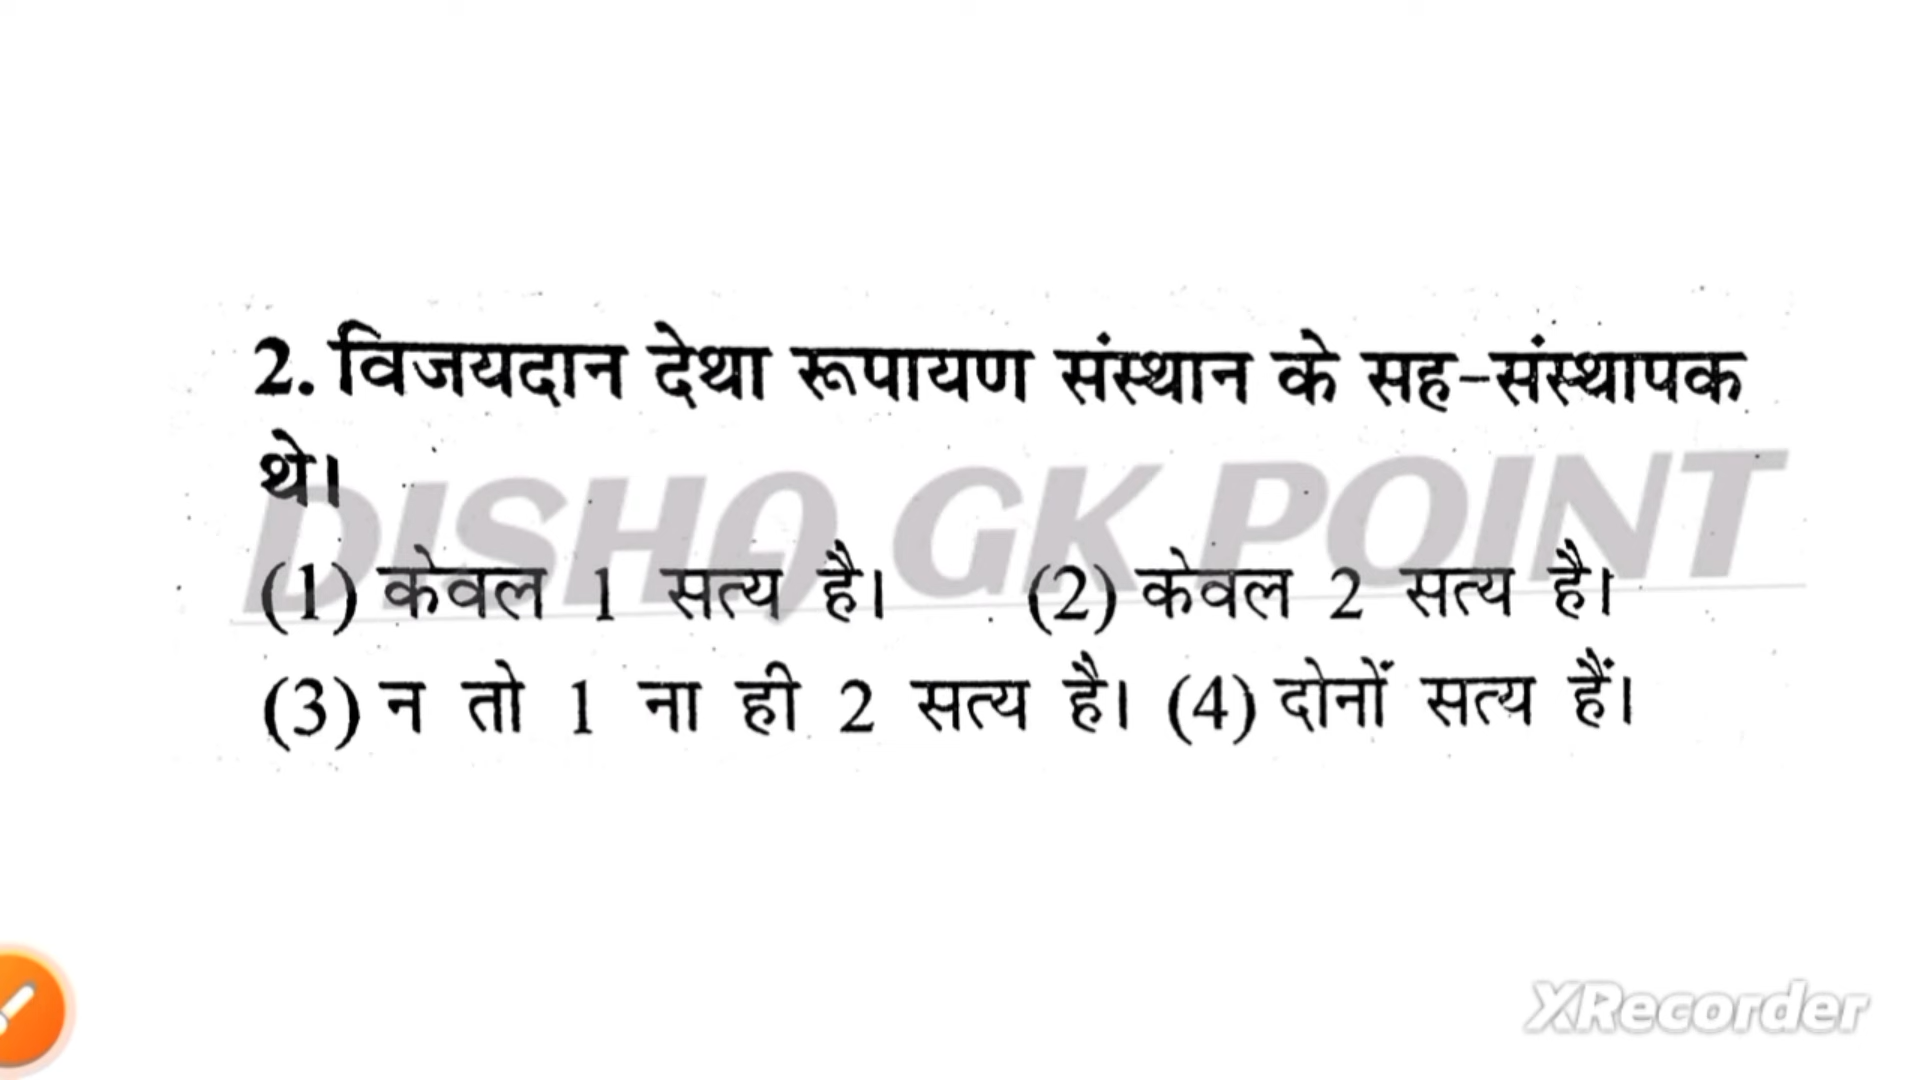 2. विजयदान देथा रूपायण संस्थान के सह-संस्थापक
थे।
DISHA GK POINT
(1) केवल 1 सत्य है। (2) केवल 2 सत्य है।
(3) न तो 1 ना ही 2 सत्य है। (4) दोनों सत्य हैं।
XRecorder